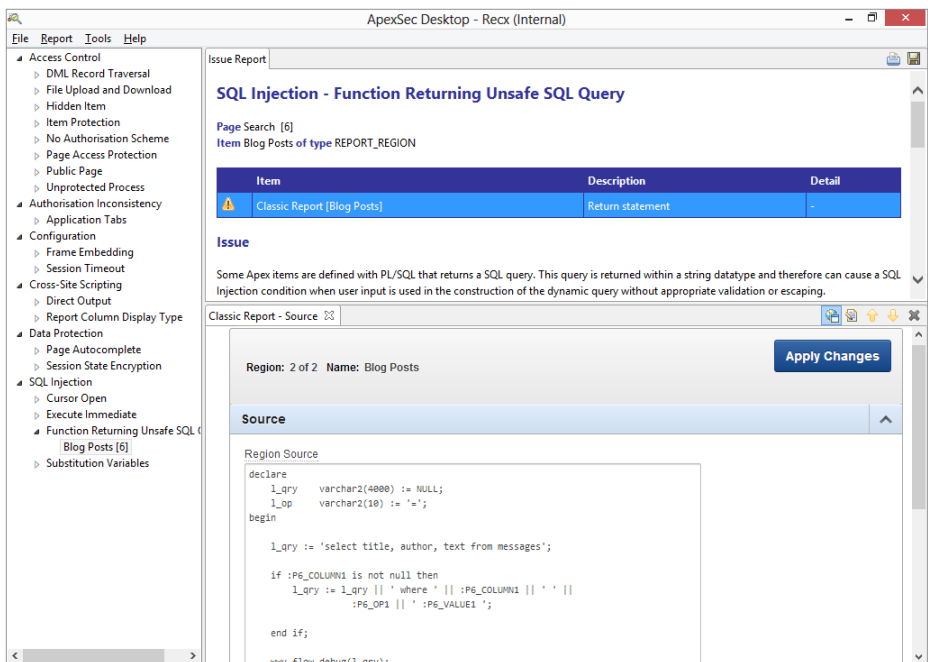 ApexSec Desktop - Recx (Internal)
File Report Tools Help
Access Control
DML Record Traversal
File Upload and Download
Hidden Item
Item Protection
No Authorisation Scheme
Page Access Protection
Public Page
Unprotected Process
Authorisation Inconsistency
Application Tabs
Configuration
Frame Embedding
Session Timeout
Cross-Site Scripting
Direct Output
Report Column Display Type
Data Protection
Page Autocomplete
Session State Encryption
SQL Injection
Cursor Open
Execute Immediate
Function Returning Unsafe SQL
Blog Posts [6]
Substitution Variables
Issue Report
SQL Injection - Function Returning Unsafe SQL Query
Page Search [6]
Item Blog Posts of type REPORT_REGION
Item Description Detail
Classic Report [Blog Posts] Return statement -
Issue
Some Apex items are defined with PL/SQL that returns a SQL query. This query is returned within a string datatype and therefore can cause a SQL
Injection condition when user input is used in the construction of the dynamic query without appropriate validation or escaping.
Classic Report - Source
Region: 2 of 2 Name: Blog Posts
Apply Changes
Source
Region Source
declare
l_qry varchar2(4000) := NULL;
l_op varchar2(10) := '=';
begin
l_qry := 'select title, author, text from messages';
if :P6_COLUMN1 is not null then
l_qry := l_qry || ' where ' || :P6_COLUMN1 || ' ' ||
:P6_OP1 || ' :P6_VALUE1 ';
end if;